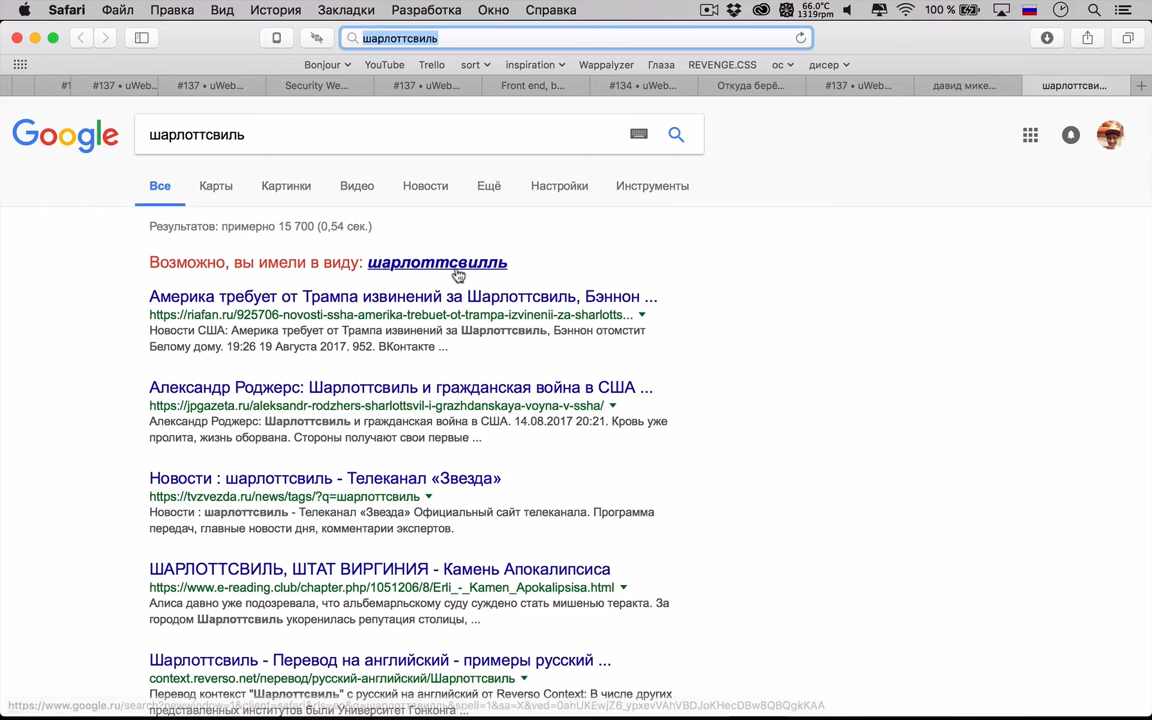 Safari Файл Правка Вид История Закладки Разработка Окно Справка 66.0°C 1319rpm 100 %
шарлоттсвиль
Bonjour YouTube Trello sort inspiration Wappalyzer Глаза REVENGE.CSS ос дисер
#1 #137 • uWeb... #137 • uWeb... Security We... #137 • uWeb... Front end, b... #134 • uWeb... Откуда берё... #137 • uWeb... давид мике... шарлоттсви...
Google шарлоттсвиль
Все Карты Картинки Видео Новости Ещё Настройки Инструменты
Результатов: примерно 15 700 (0,54 сек.)
Возможно, вы имели в виду: шарлоттсвилль
Америка требует от Трампа извинений за Шарлоттсвиль, Бэннон ...
https://riafan.ru/925706-novosti-ssha-amerika-trebuet-ot-trampa-izvinenii-za-sharlotts...
Новости США: Америка требует от Трампа извинений за Шарлоттсвиль, Бэннон отомстит
Белому дому. 19:26 19 Августа 2017. 952. ВКонтакте ...
Александр Роджерс: Шарлоттсвиль и гражданская война в США ...
https://jpgazeta.ru/aleksandr-rodzhers-sharlottsvil-i-grazhdanskaya-voyna-v-ssha/
Александр Роджерс: Шарлоттсвиль и гражданская война в США. 14.08.2017 20:21. Кровь уже
пролита, жизнь оборвана. Стороны получают свои первые ...
Новости : шарлоттсвиль - Телеканал «Звезда»
https://tvzvezda.ru/news/tags/?q=шарлоттсвиль
Новости : шарлоттсвиль - Телеканал «Звезда» Официальный сайт телеканала. Программа
передач, главные новости дня, комментарии экспертов.
ШАРЛОТТСВИЛЬ, ШТАТ ВИРГИНИЯ - Камень Апокалипсиса
https://www.e-reading.club/chapter.php/1051206/8/Erli_-_Kamen_Apokalipsisa.html
Алиса давно уже подозревала, что альбемарльскому суду суждено стать мишенью теракта. За
городом Шарлоттсвиль укоренилась репутация столицы, ...
Шарлоттсвиль - Перевод на английский - примеры русский ...
context.reverso.net/перевод/русский-английский/Шарлоттсвиль
Перевод контекст "Шарлоттсвиль" с русский на английский от Reverso Context: В числе других
представленных институтов были Университет Гонконга ...